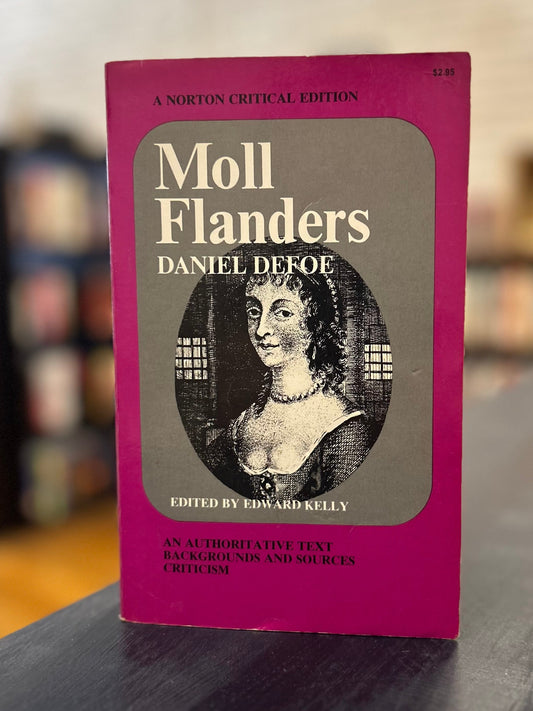 $2.95
A NORTON CRITICAL EDITION
Moll
Flanders
DANIEL DEFOE
EDITED BY EDWARD KELLY
AN AUTHORITATIVE TEXT
BACKGROUNDS AND SOURCES
CRITICISM